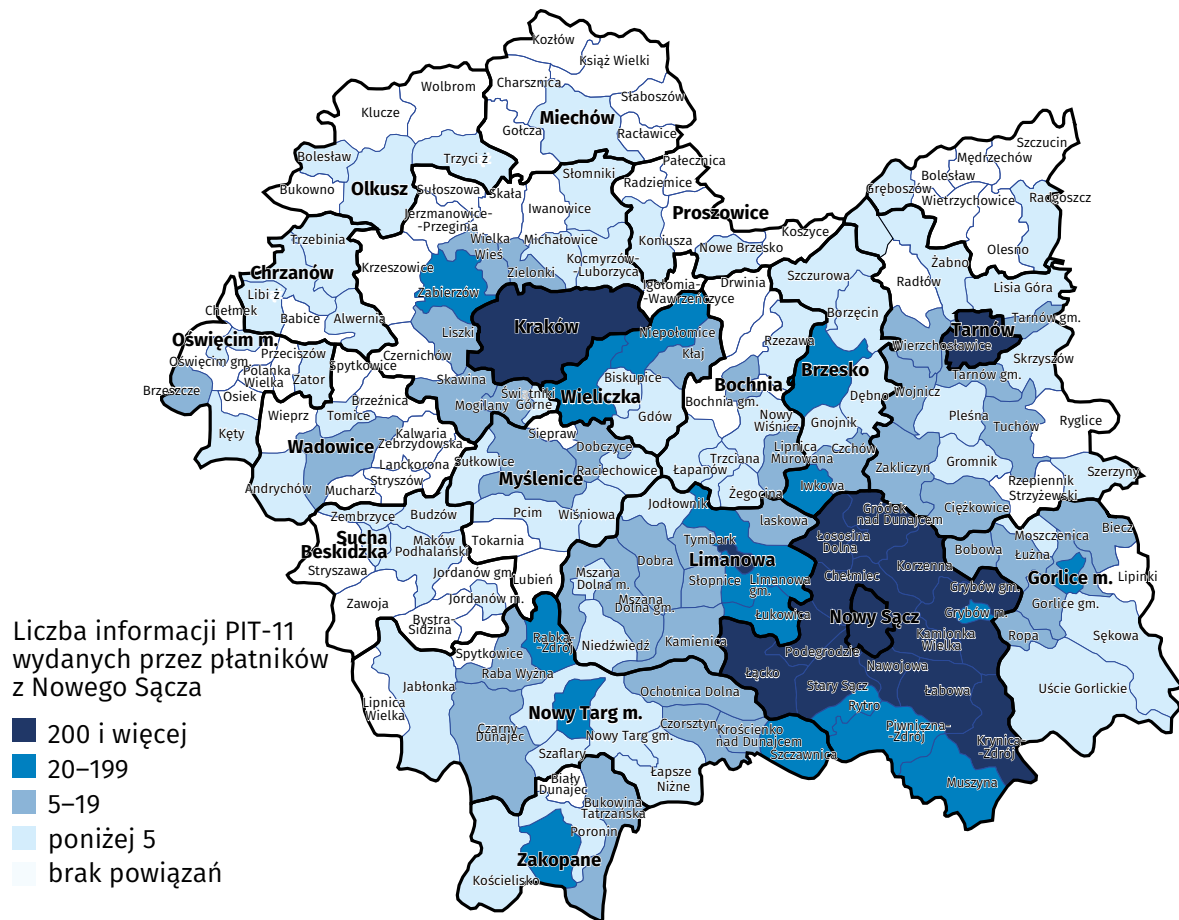 Kozłów
Książ Wielki
Wolbrom
Charsznica
Słaboszów
Klucze
Miechów
Gołcza
Racławice
Szczucin
Pałecznica
Mędrzechów
Bolesław
Trzyci ż
Bolesław
Słomniki
Radziemice
Gręboszów
Wietrzychowice
Radgoszcz
Bukowno
Olkusz
Sułoszowa
Skała
Iwanowice
Proszowice
Jerzmanowice-
-Przeginia
Koszyce
Trzebinia
Wielka
Wieś
Michałowice
Koniusza
Nowe Brzesko
Olesno
Chrzanów
Krzeszowice
Zielonki
Kocmyrzów-
-Luborzyca
Szczurowa
Żabno
Radłów
Libi ż
Zabierzów
Igołomia-
-Wawrzeńczyce
Drwinia
Lisia Góra
Chełmek
Babice
Alwernia
Borzęcin
Kraków
Liszki
Niepołomice
Rzezawa
Tarnów
Tarnów gm.
Oświęcim m.
Wierzchosławice
Oświęcim gm.
Przeciszów
Spytkowice
Czernichów
Kłaj
Skrzyszów
Polanka
Wielka
Zator
Skawina
Biskupice
Brzesko
Tarnów gm.
Brzeszcze
Osiek
Świątniki
Górne
Wieliczka
Bochnia
Bochnia gm.
Dębno
Wojnicz
Brzeźnica
Mogilany
Gdów
Wieprz
Tomice
Nowy
Wiśnicz
Gnojnik
Pleśna
Ryglice
Kęty
Kalwaria
Zebrzydowska
Siepraw
Dobczyce
Tuchów
Wadowice
Lipnica
Murowana
Czchów
Lanckorona
Sułkowice
Raciechowice
Trzciana
Zakliczyn
Gromnik
Szerzyny
Stryszów
Myślenice
Łapanów
Andrychów
Mucharz
Żegocina
Iwkowa
Rzepiennik
Strzyżewski
Zembrzyce
Budzów
Pcim
Wiśniowa
Jodłownik
Gródek
nad Dunajcem
Ciężkowice
Sucha
Beskidzka
Maków
Podhalański
Tokarnia
laskowa
Moszczenica
Biecz
Tymbark
Łososina
Dolna
Bobowa
Łużna
Stryszawa
Jordanów gm.
Lubień
Dobra
Limanowa
Korzenna
Lipinki
Zawoja
Jordanów m.
Mszana
Dolna m.
Słopnice
Limanowa
gm.
Chełmiec
Grybów gm.
Gorlice m.
Mszana
Dolna gm.
Gorlice gm.
Bystra
Sidzina
Łukowica
Nowy Sącz
Grybów m.
Rabka-
-Zdrój
Niedźwiedź
Kamienica
Kamionka
Wielka
Ropa
Sękowa
Spytkowice
Podegrodzie
Nawojowa
Raba Wyżna
Łącko
Jabłonka
Ochotnica Dolna
Stary Sącz
Łabowa
Uście Gorlickie
Lipnica
Wielka
Nowy Targ m.
Rytro
Czorsztyn
Krościenko
nad Dunajcem
Piwniczna-
-Zdrój
Czarny
Dunajec
Nowy Targ gm.
Krynica-
-Zdrój
Szaflary
Szczawnica
Łapsze
Niżne
Muszyna
Biały
Dunajec
Bukowina
Tatrzańska
Poronin
Zakopane
Kościelisko
Liczba informacji PIT-11
wydanych przez płatników
z Nowego Sącza
200 i więcej
20–199
5–19
poniżej 5
brak powiązań